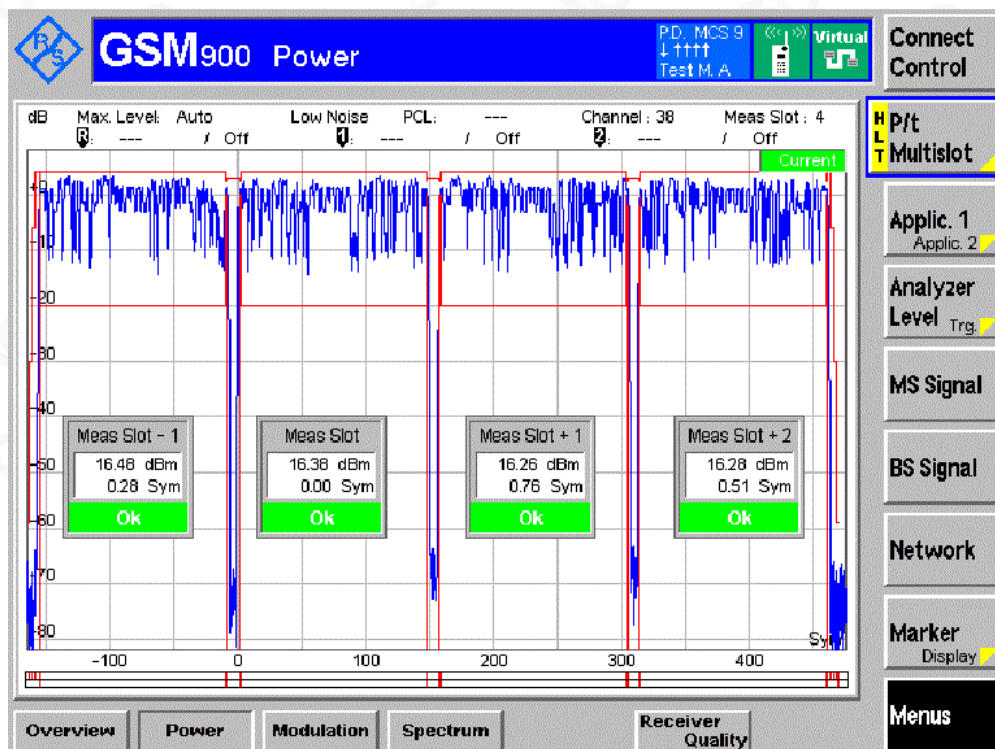 R S
GSM900 Power
P.D. MCS 9
↓ ↑↑↑↑
Test M. A.
Virtual
Connect Control
dB Max. Level: Auto Low Noise PCL: --- Channel : 38 Meas Slot : 4
R: --- / Off 1: --- / Off 2: --- / Off
Current
H L T
P/t Multislot
+0
-10
-20
-30
-40
-50
-60
-70
-80
Meas Slot - 1
16.48 dBm
0.28 Sym
Ok
Meas Slot
16.38 dBm
0.00 Sym
Ok
Meas Slot + 1
16.26 dBm
0.76 Sym
Ok
Meas Slot + 2
16.28 dBm
0.51 Sym
Ok
-100 0 100 200 300 400
Applic. 1
Applic. 2
Analyzer
Level Trg.
MS Signal
BS Signal
Network
Marker
Display
Menus
Overview Power Modulation Spectrum Receiver Quality